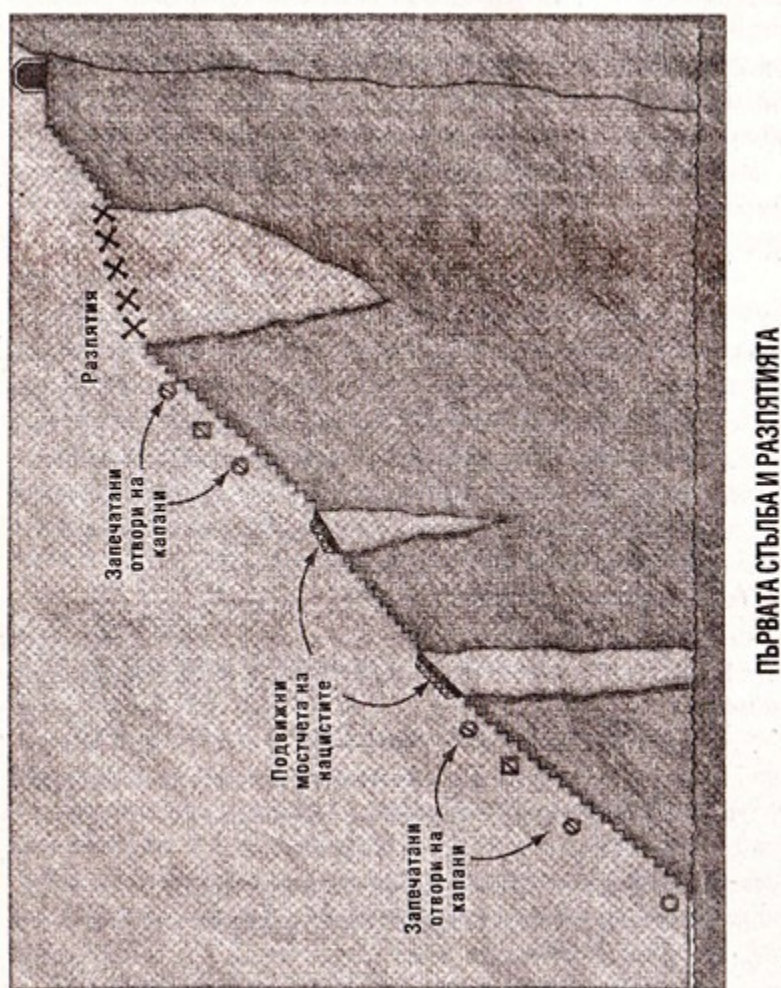 Разпятия
Запечатани
отвори на
капани
Подвижни
мостчета на
нацистите
Запечатани
отвори на
капани
ПЪРВАТА СТЪЛБА И РАЗПЯТИЯТА